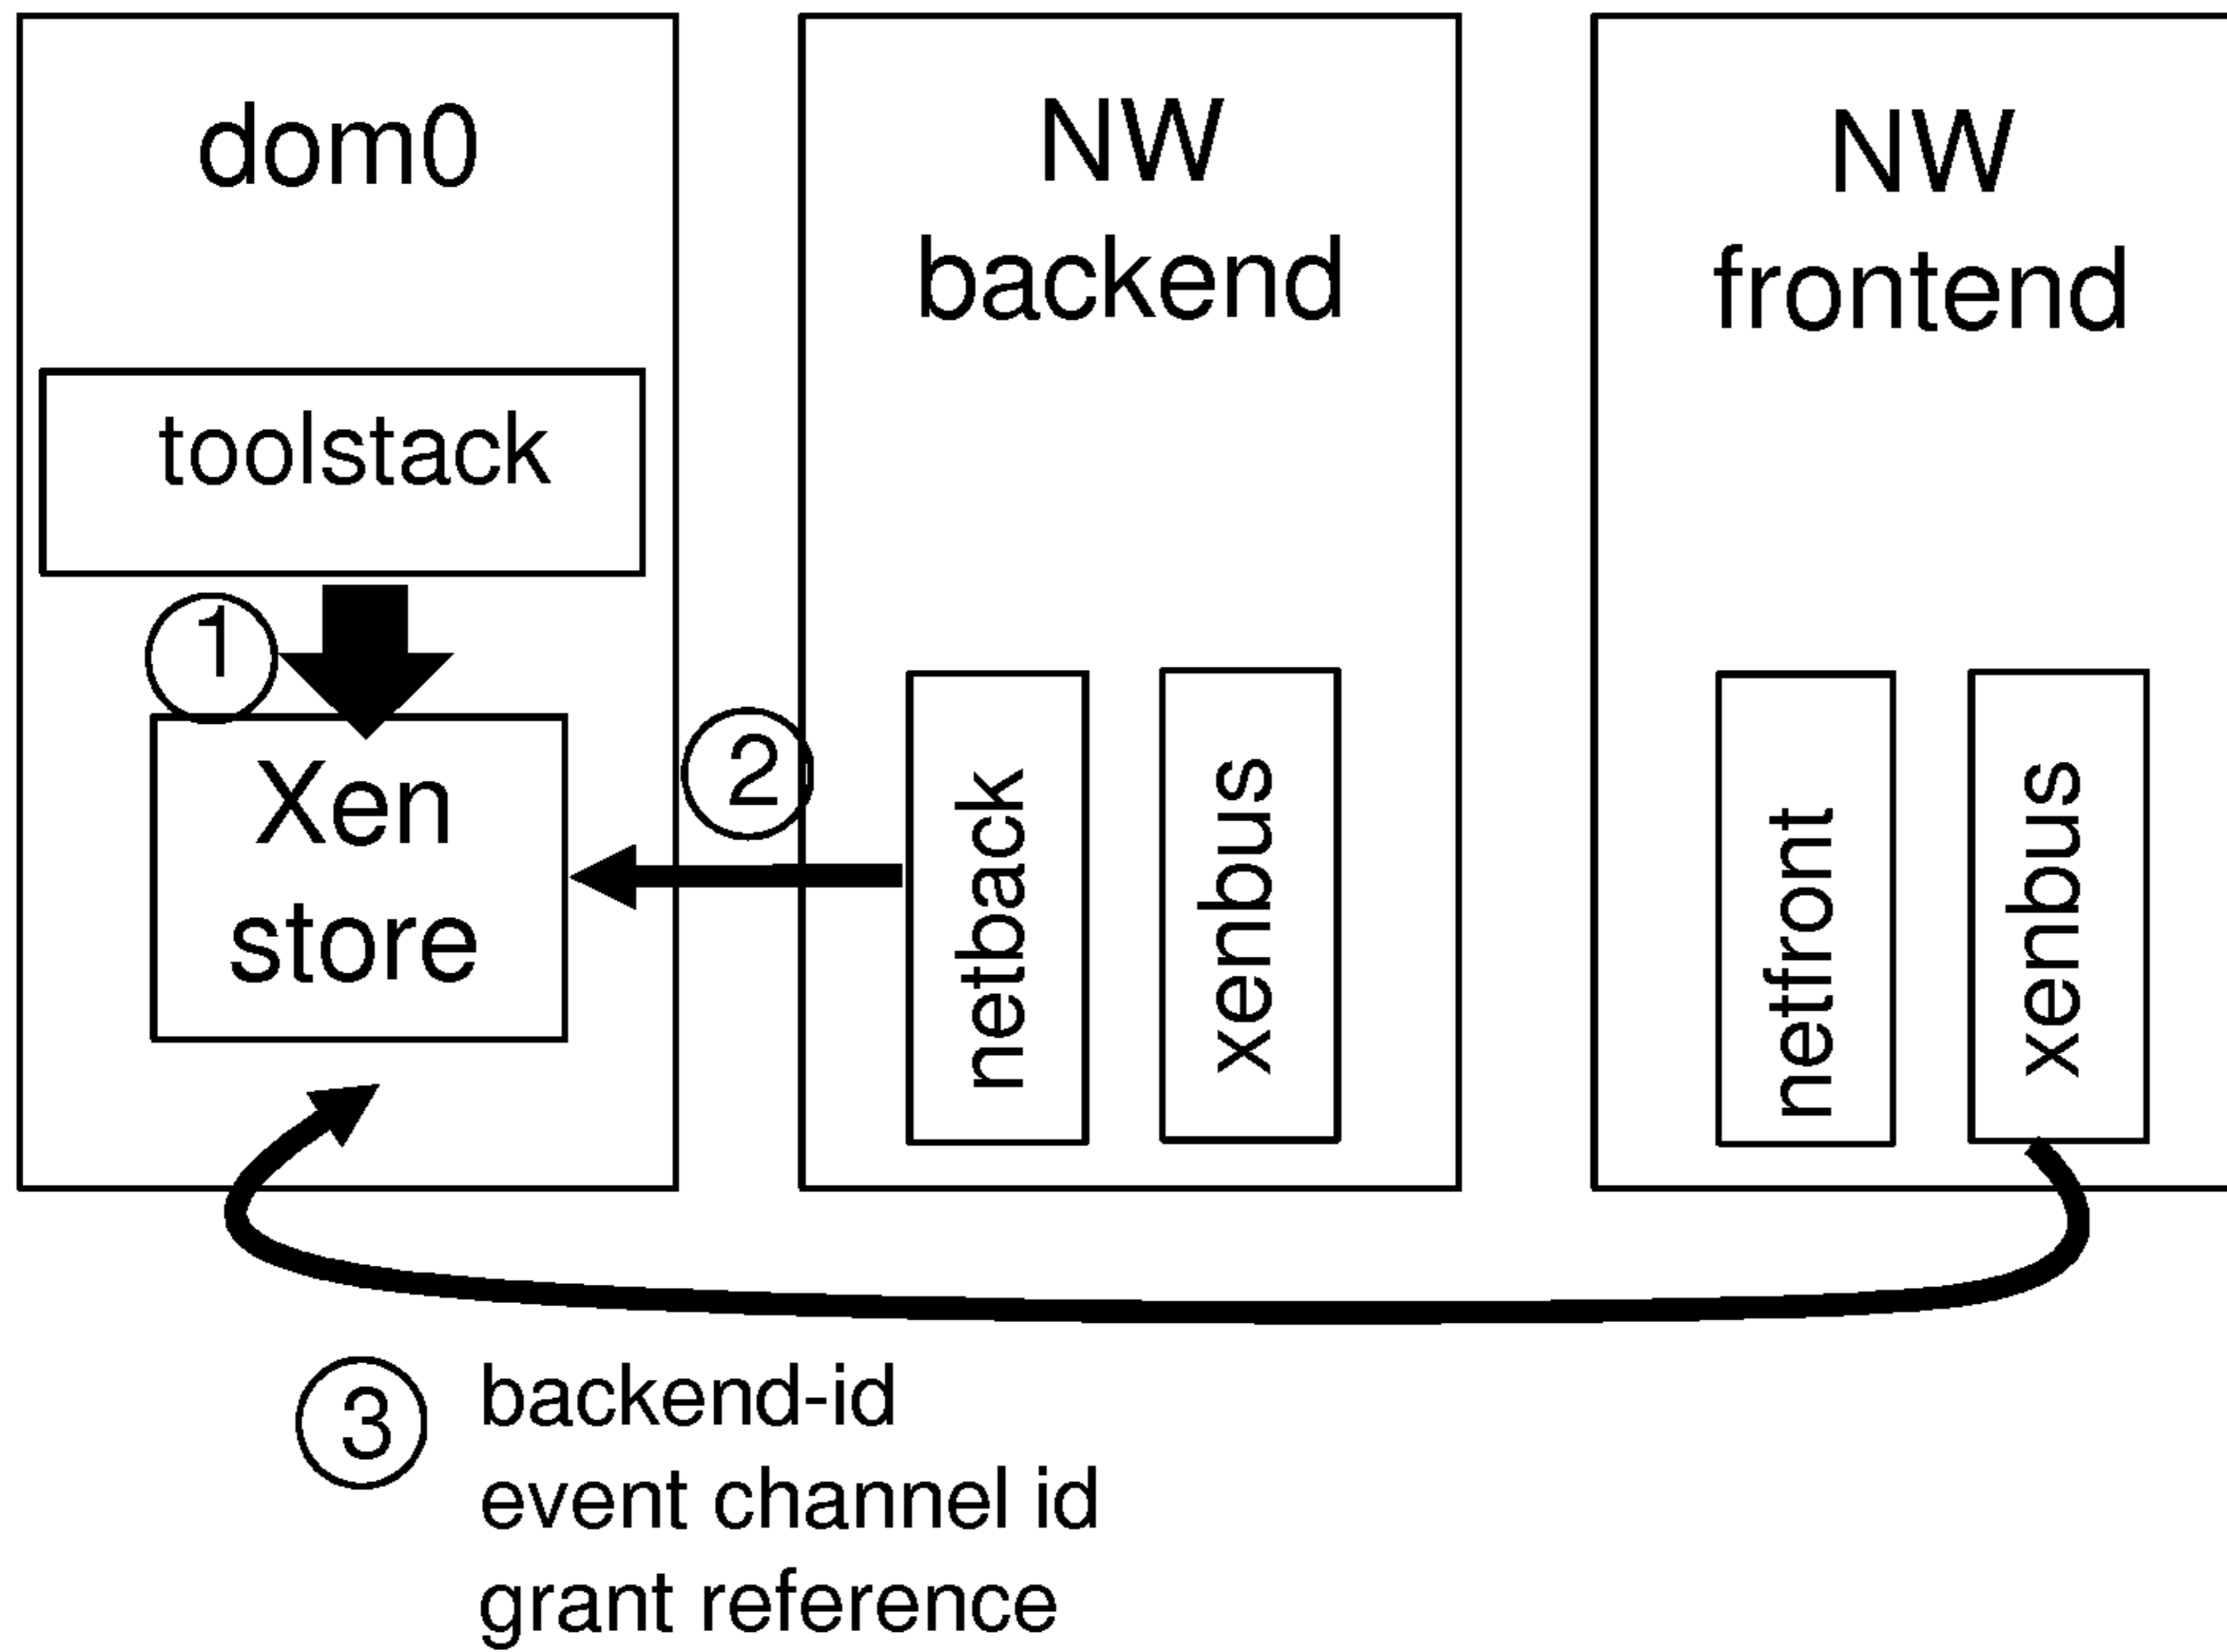 dom0
toolstack
1
Xen
store
2
NW
backend
netback
xenbus
NW
frontend
netfront
xenbus
3
backend-id
event channel id
grant reference